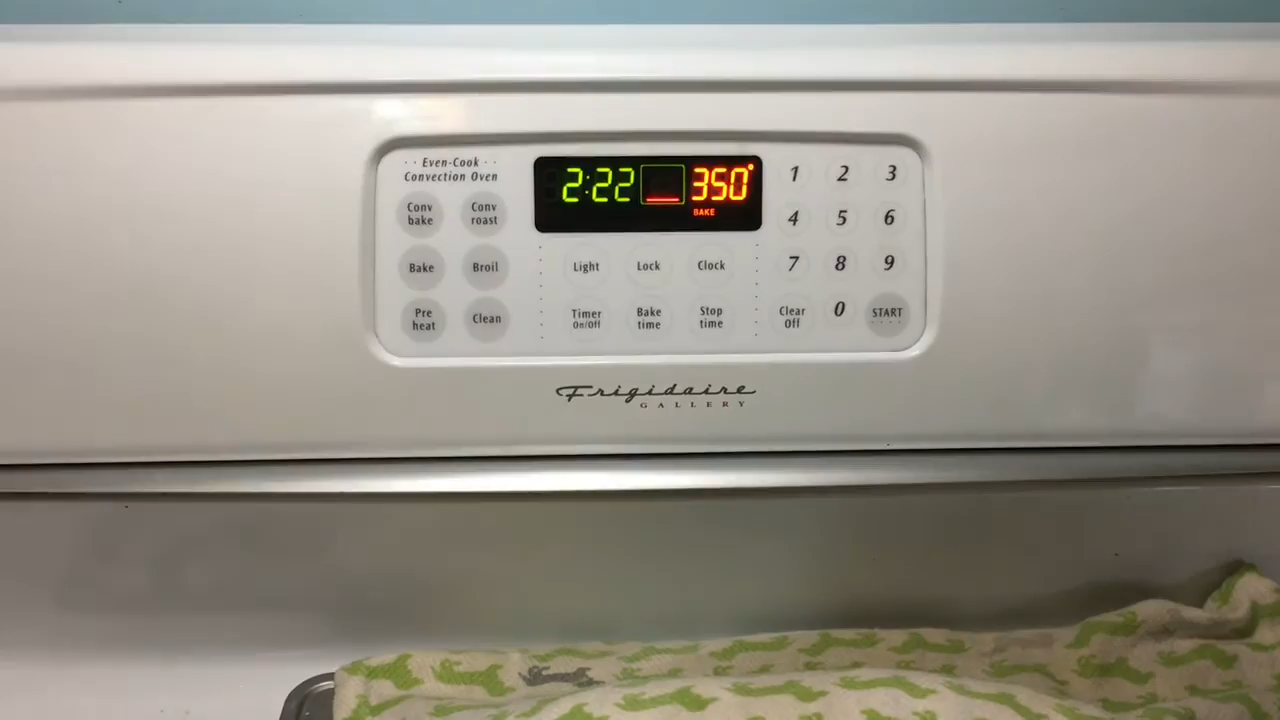 Even-Cook
Convection Oven
Conv
bake
Conv
roast
Bake
Broil
Pre
heat
Clean
2:22
350°
BAKE
Light
Lock
Clock
Timer
On/Off
Bake
time
Stop
time
1
2
3
4
5
6
7
8
9
Clear
Off
0
START
Frigidaire
GALLERY